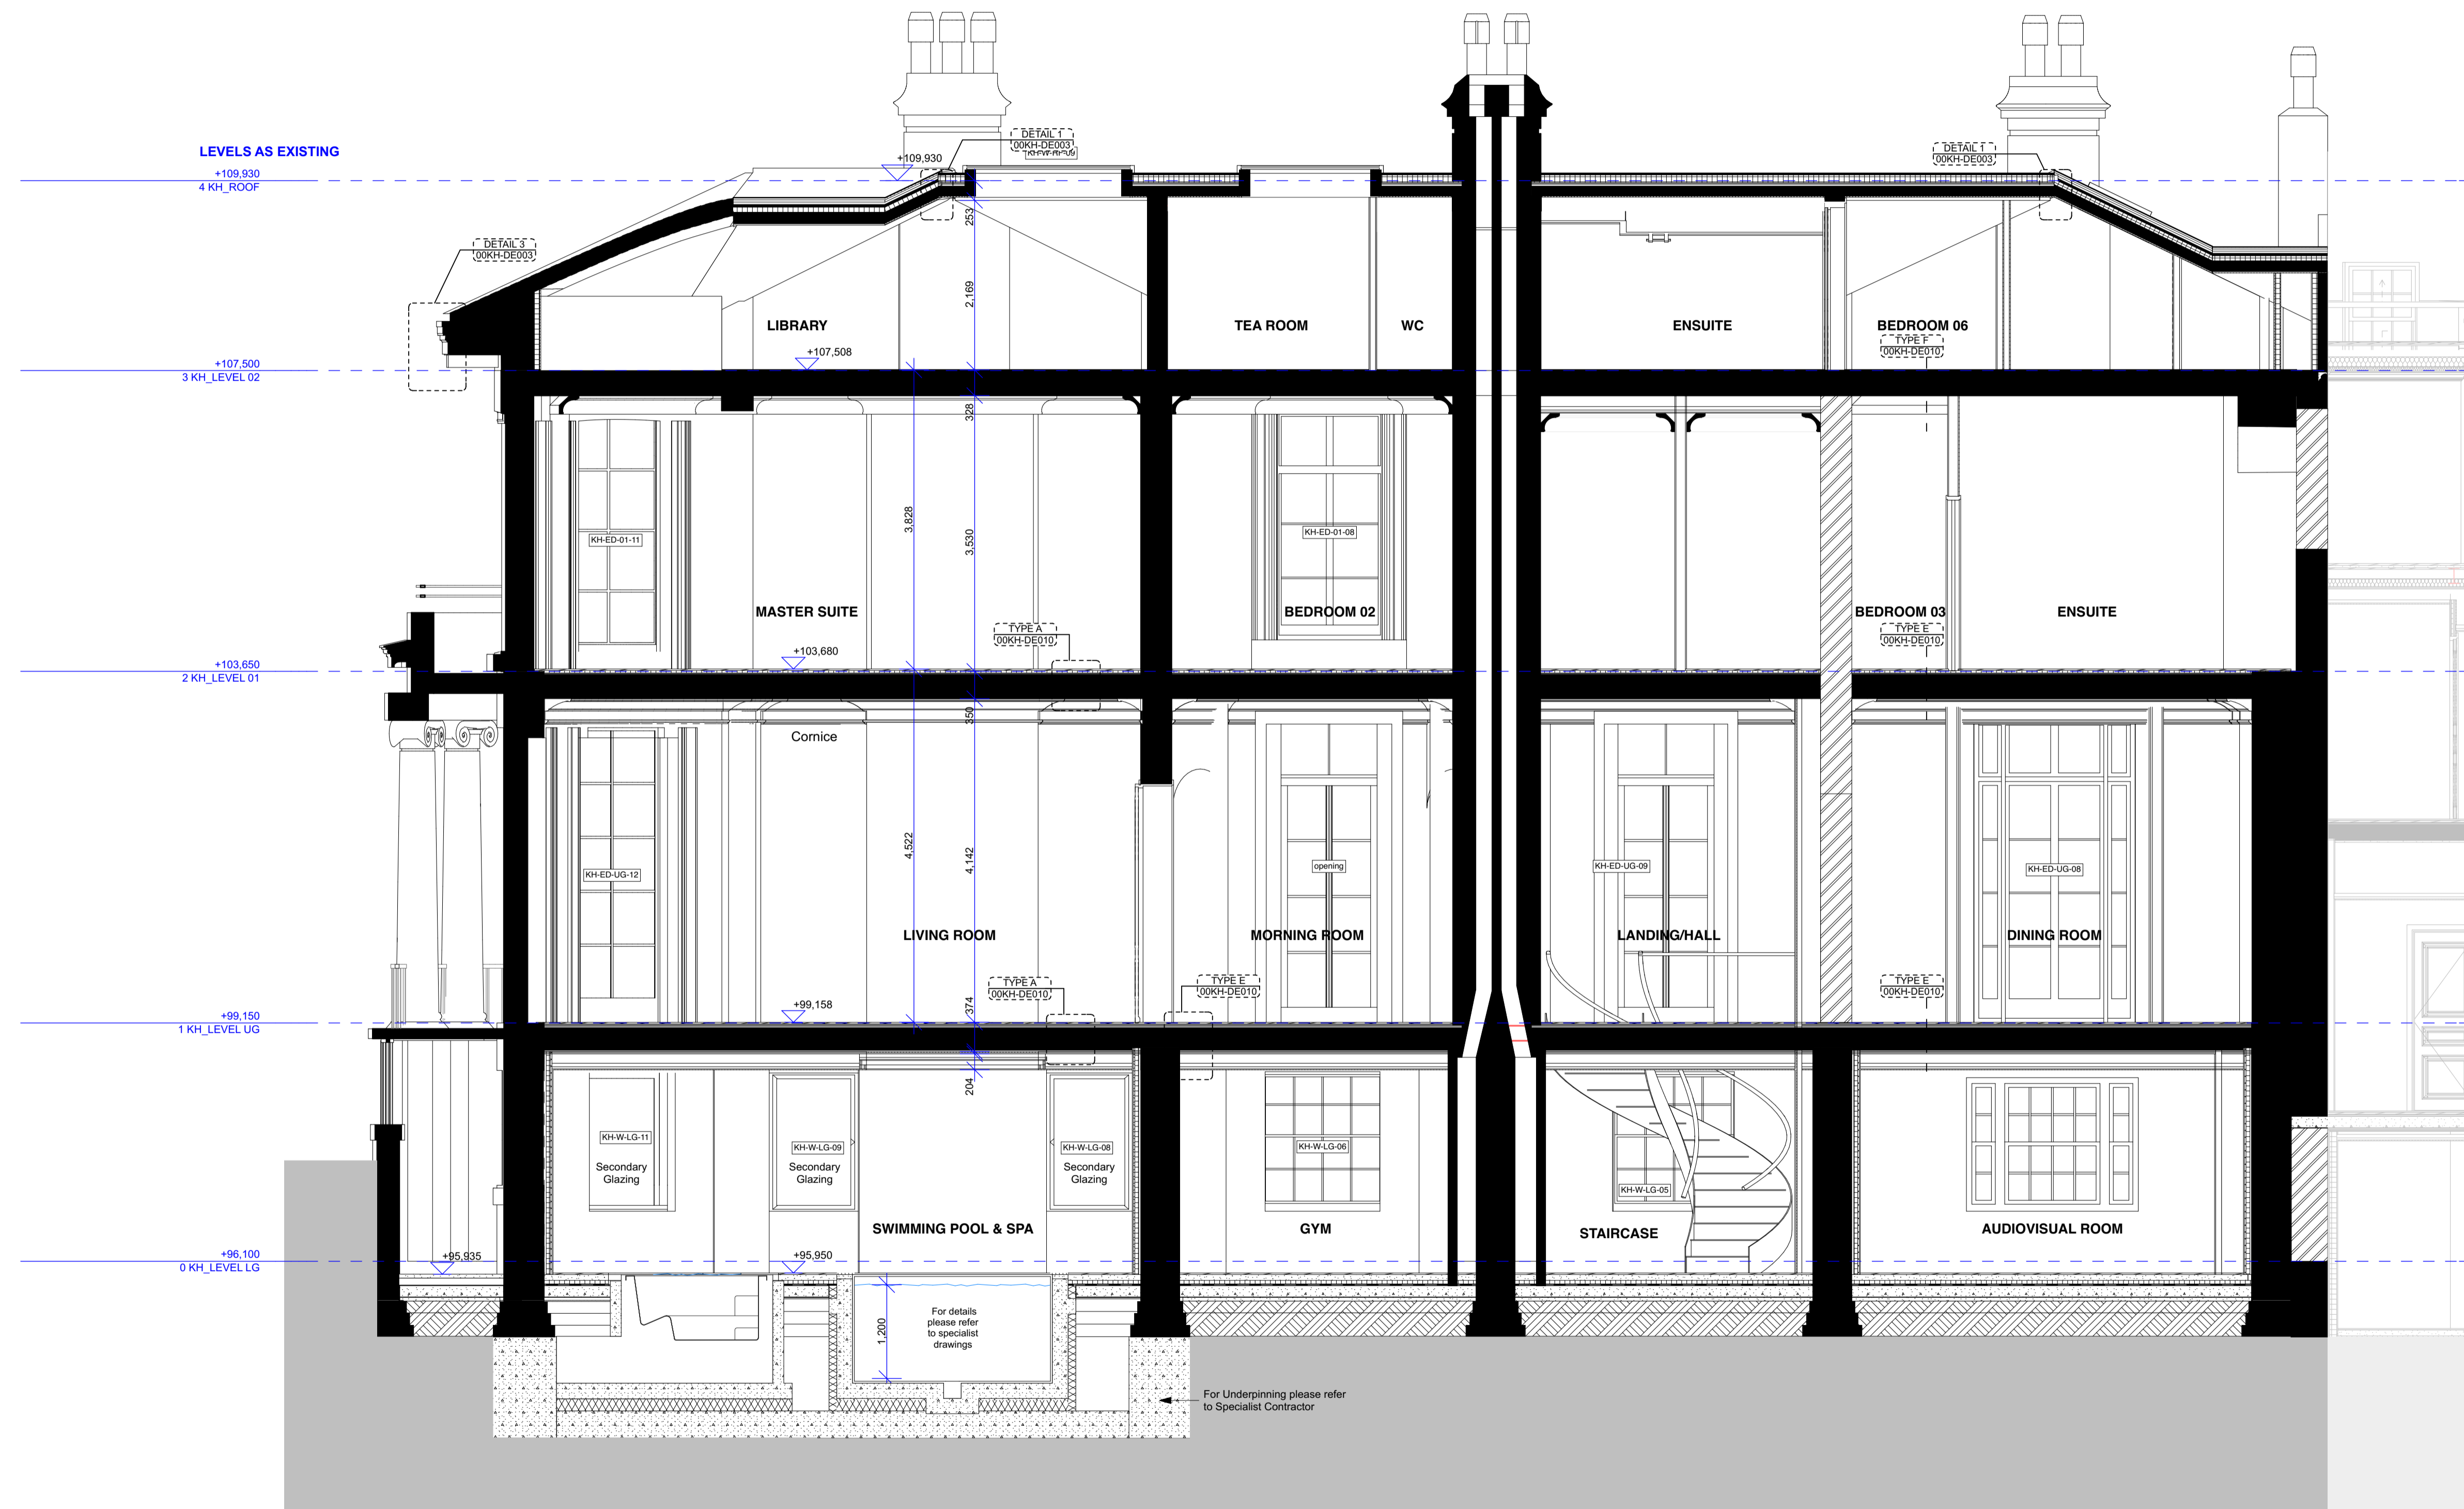 LEVELS AS EXISTING
+109,930
4 KH_ROOF
+107,500
3 KH_LEVEL 02
+103,650
2 KH_LEVEL 01
+99,150
1 KH_LEVEL UG
+96,100
0 KH_LEVEL LG
DETAIL 1
00KH-DE003
KH-W-RF-09
+109,930
DETAIL 1
00KH-DE003
DETAIL 3
00KH-DE003
253
2,169
LIBRARY
TEA ROOM
WC
ENSUITE
BEDROOM 06
TYPE F
00KH-DE010
+107,508
328
3,828
3,530
KH-ED-01-11
KH-ED-01-08
MASTER SUITE
BEDROOM 02
BEDROOM 03
ENSUITE
TYPE A
00KH-DE010
TYPE E
00KH-DE010
+103,680
350
Cornice
4,522
4,142
KH-ED-UG-12
opening
KH-ED-UG-09
KH-ED-UG-08
LIVING ROOM
MORNING ROOM
LANDING/HALL
DINING ROOM
TYPE A
00KH-DE010
TYPE E
00KH-DE010
TYPE E
00KH-DE010
+99,158
374
204
KH-W-LG-11
Secondary
Glazing
KH-W-LG-09
Secondary
Glazing
KH-W-LG-08
Secondary
Glazing
KH-W-LG-06
KH-W-LG-05
SWIMMING POOL & SPA
GYM
STAIRCASE
AUDIOVISUAL ROOM
+95,935
+95,950
1,200
For details
please refer
to specialist
drawings
For Underpinning please refer
to Specialist Contractor